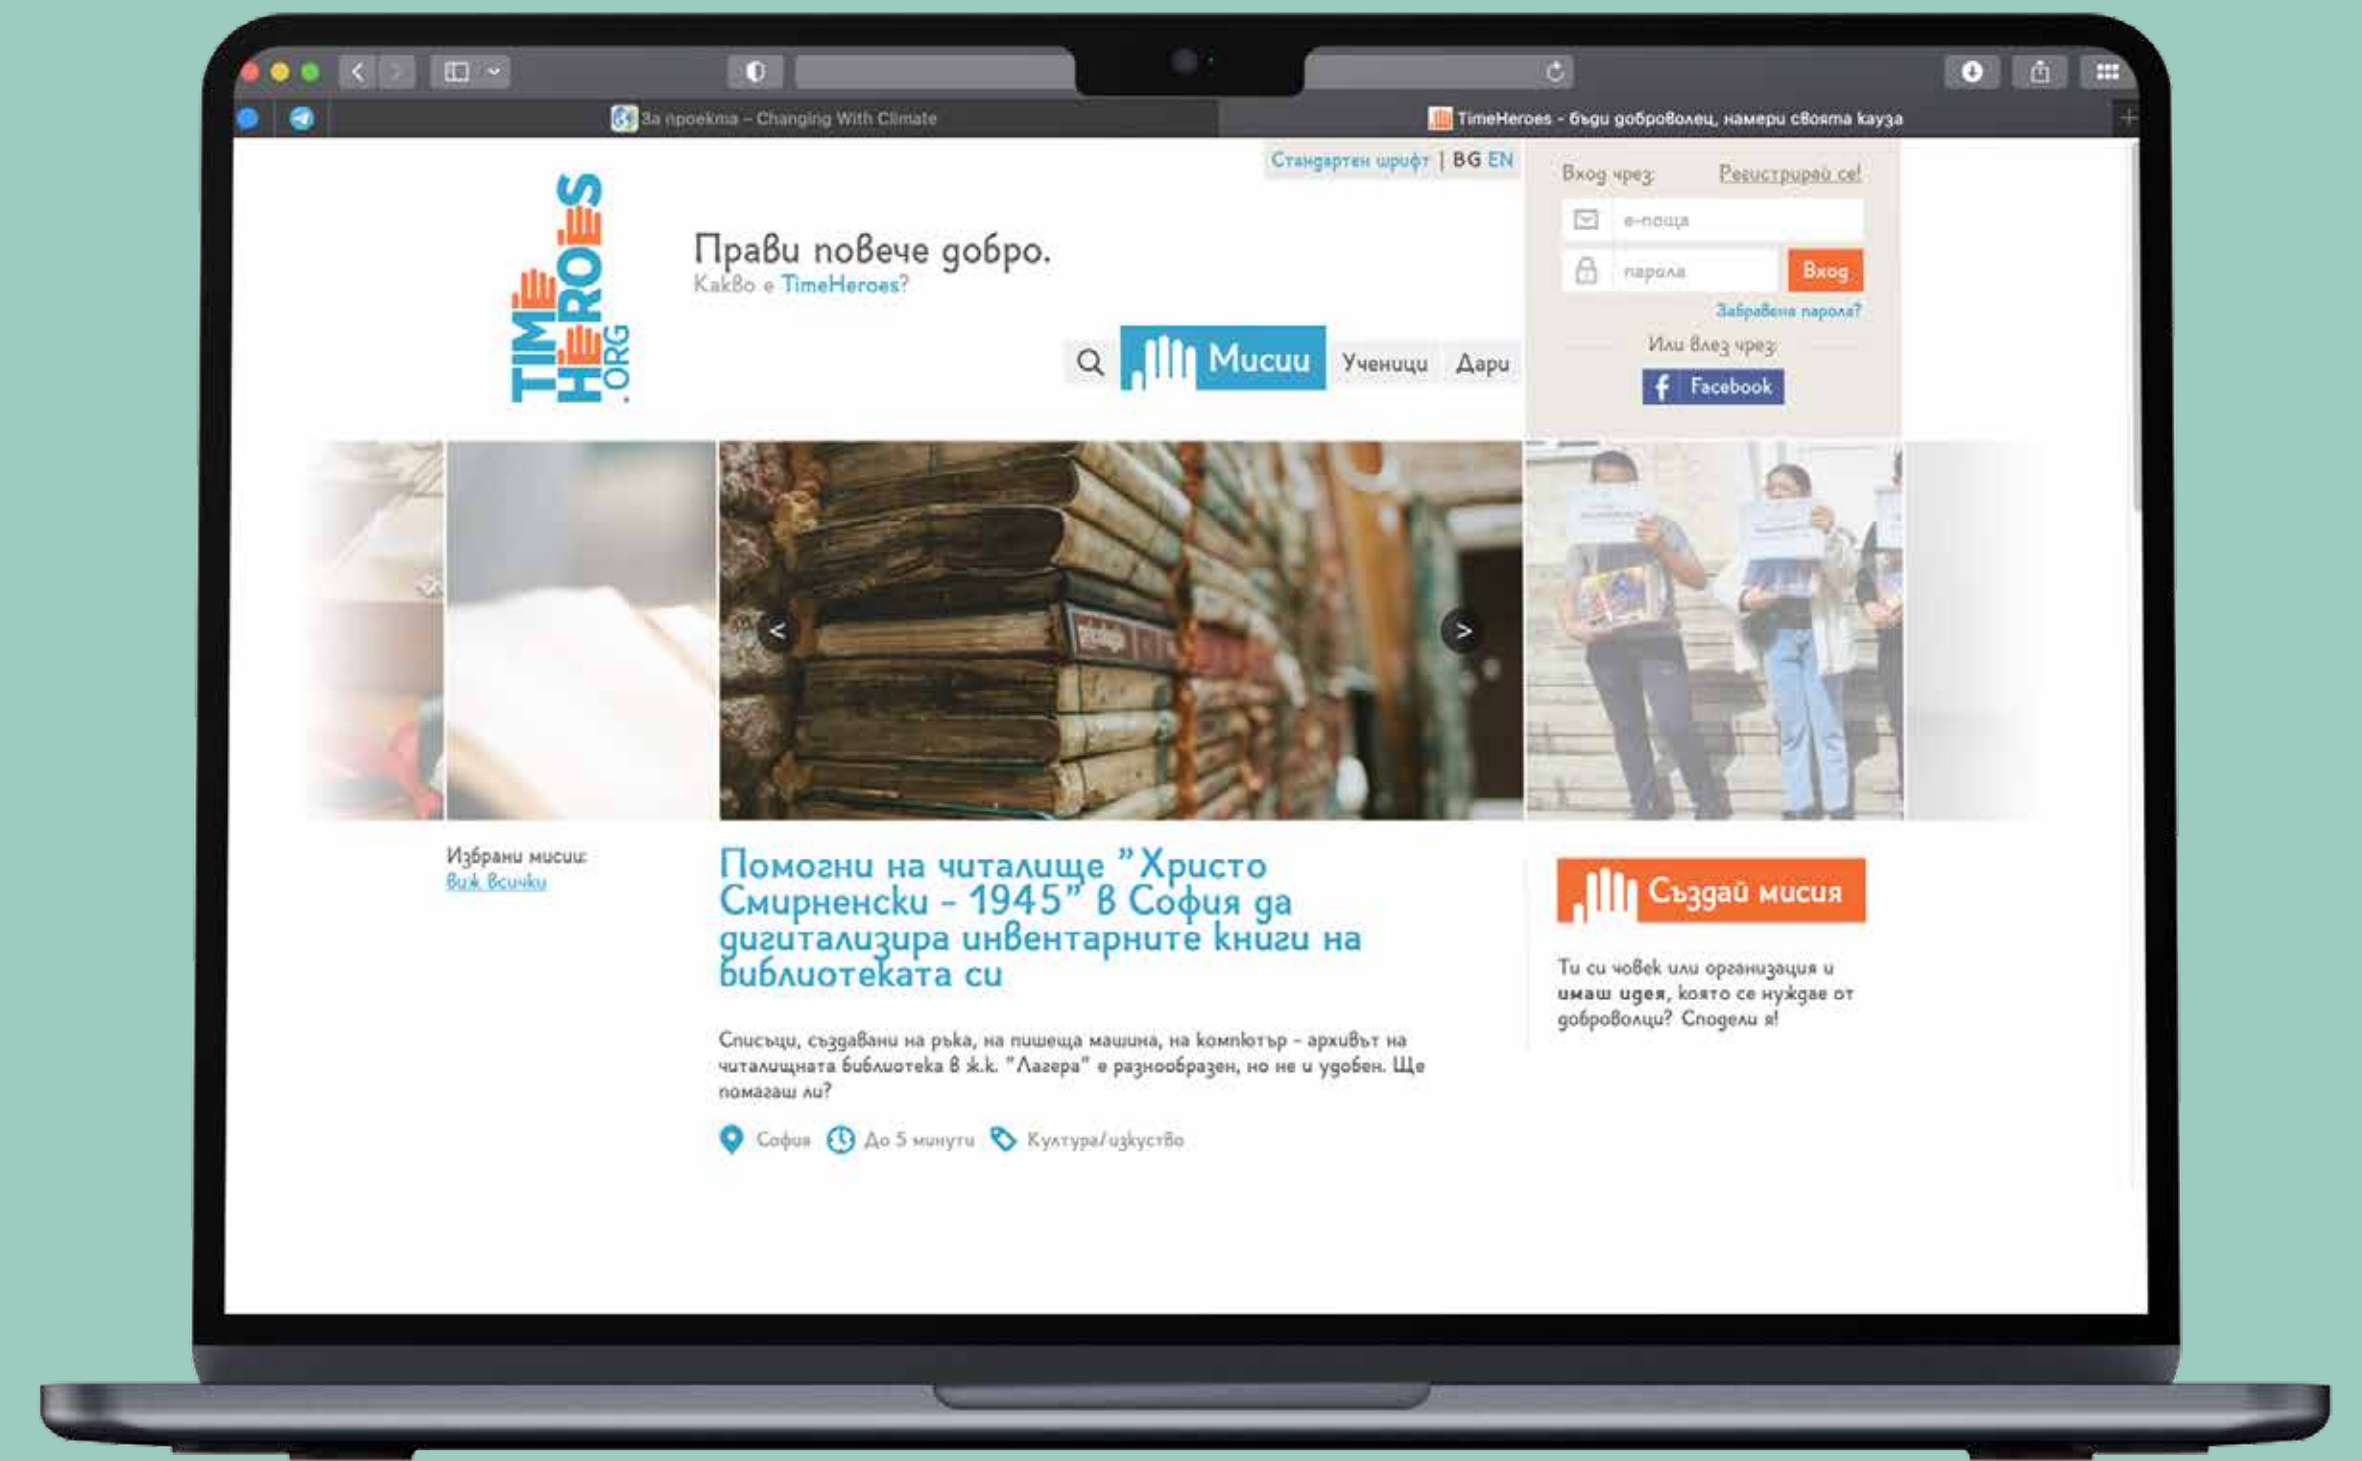 За проекта – Changing With Climate
TimeHeroes - бъди доброволец, намери своята кауза
Стандартен шрифт | BG EN
Вход чрез:
Регистрирай се!
е-поща
парола
Вход
Забравена парола?
Или влез чрез:
Facebook
TIME
HEROES
.ORG
Прави повече добро.
Какво е TimeHeroes?
Мисии
Ученици
Дари
Избрани мисии:
виж всички
Помогни на читалище "Христо
Смирненски - 1945" в София да
дигитализира инвентарните книги на
библиотеката си
Списъци, създавани на ръка, на пишеща машина, на компютър - архивът на
читалищната библиотека в ж.к. "Лагера" е разнообразен, но не и удобен. Ще
помагаш ли?
София
До 5 минути
Култура/изкуство
Създай мисия
Ти си човек или организация и
имаш идея, която се нуждае от
доброволци? Сподели я!